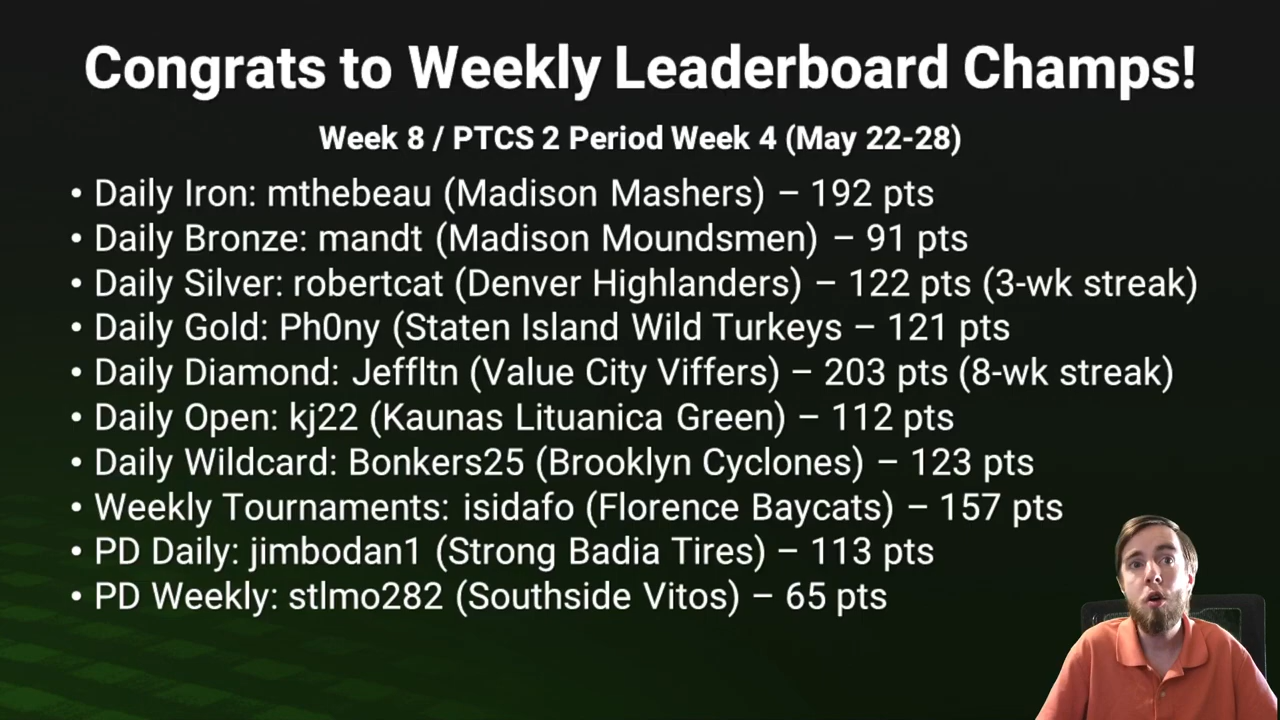 Congrats to Weekly Leaderboard Champs!
Week 8 / PTCS 2 Period Week 4 (May 22-28)
• Daily Iron: mthebeau (Madison Mashers) – 192 pts
• Daily Bronze: mandt (Madison Moundsmen) – 91 pts
• Daily Silver: robertcat (Denver Highlanders) – 122 pts (3-wk streak)
• Daily Gold: Ph0ny (Staten Island Wild Turkeys – 121 pts
• Daily Diamond: Jeffltn (Value City Viffers) – 203 pts (8-wk streak)
• Daily Open: kj22 (Kaunas Lituanica Green) – 112 pts
• Daily Wildcard: Bonkers25 (Brooklyn Cyclones) – 123 pts
• Weekly Tournaments: isidafo (Florence Baycats) – 157 pts
• PD Daily: jimbodan1 (Strong Badia Tires) – 113 pts
• PD Weekly: stlmo282 (Southside Vitos) – 65 pts